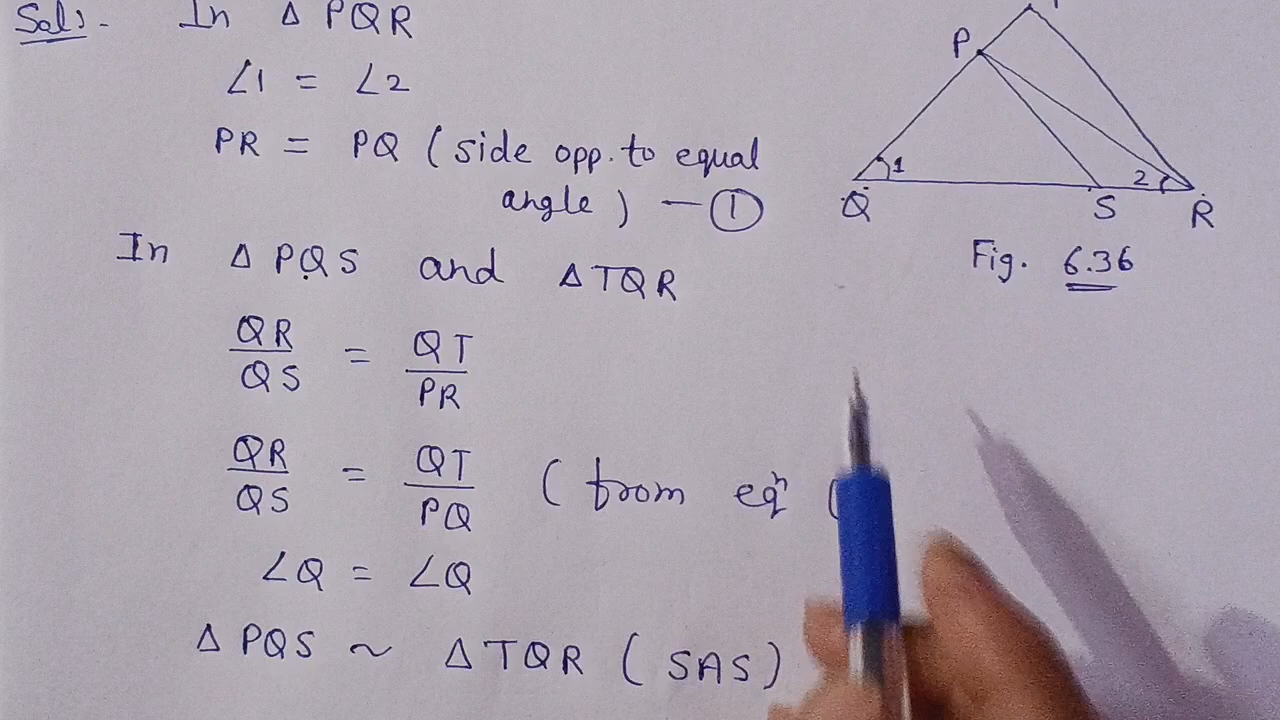 Sol:- In Δ PQR
∠1 = ∠2
PR = PQ (side opp. to equal
angle) — ①
In Δ PQS and Δ TQR
QR/QS = QT/PR
QR/QS = QT/PQ (from eqⁿ (
∠Q = ∠Q
Δ PQS ~ Δ TQR (SAS)
P
1
2
Q
S
R
Fig. 6.36